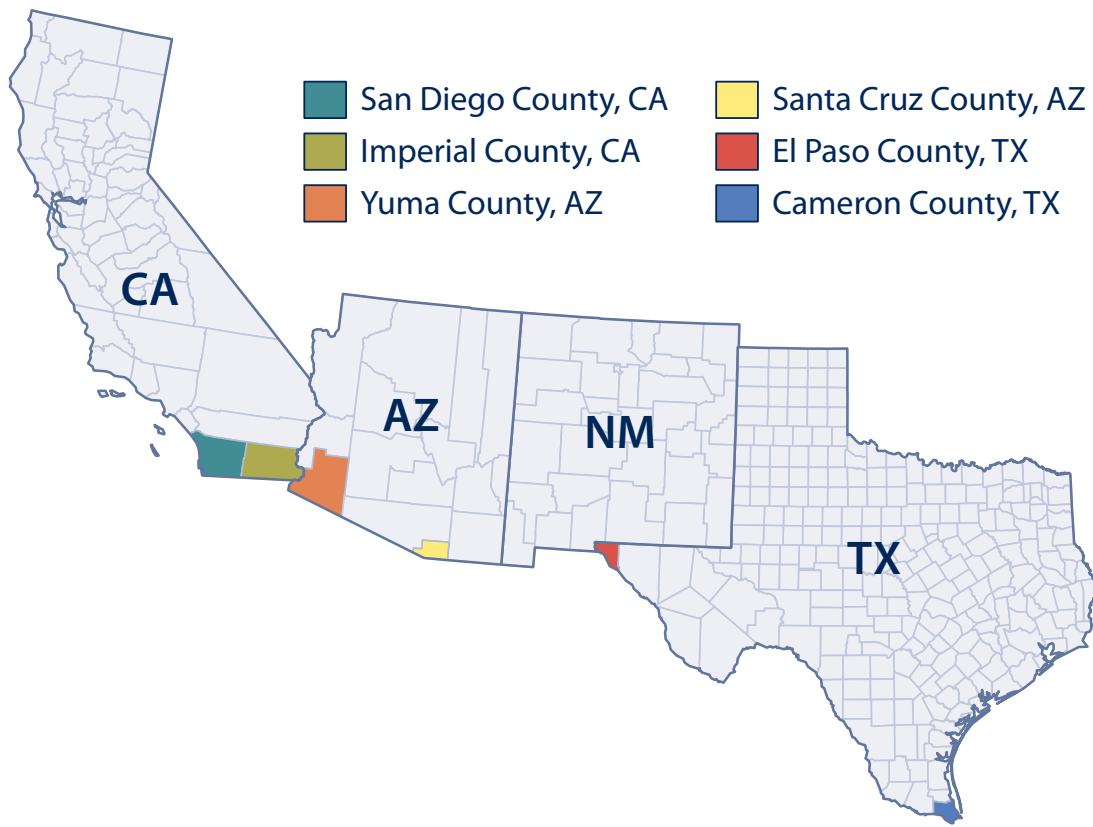 San Diego County, CA
Imperial County, CA
Yuma County, AZ
Santa Cruz County, AZ
El Paso County, TX
Cameron County, TX
CA
AZ
NM
TX